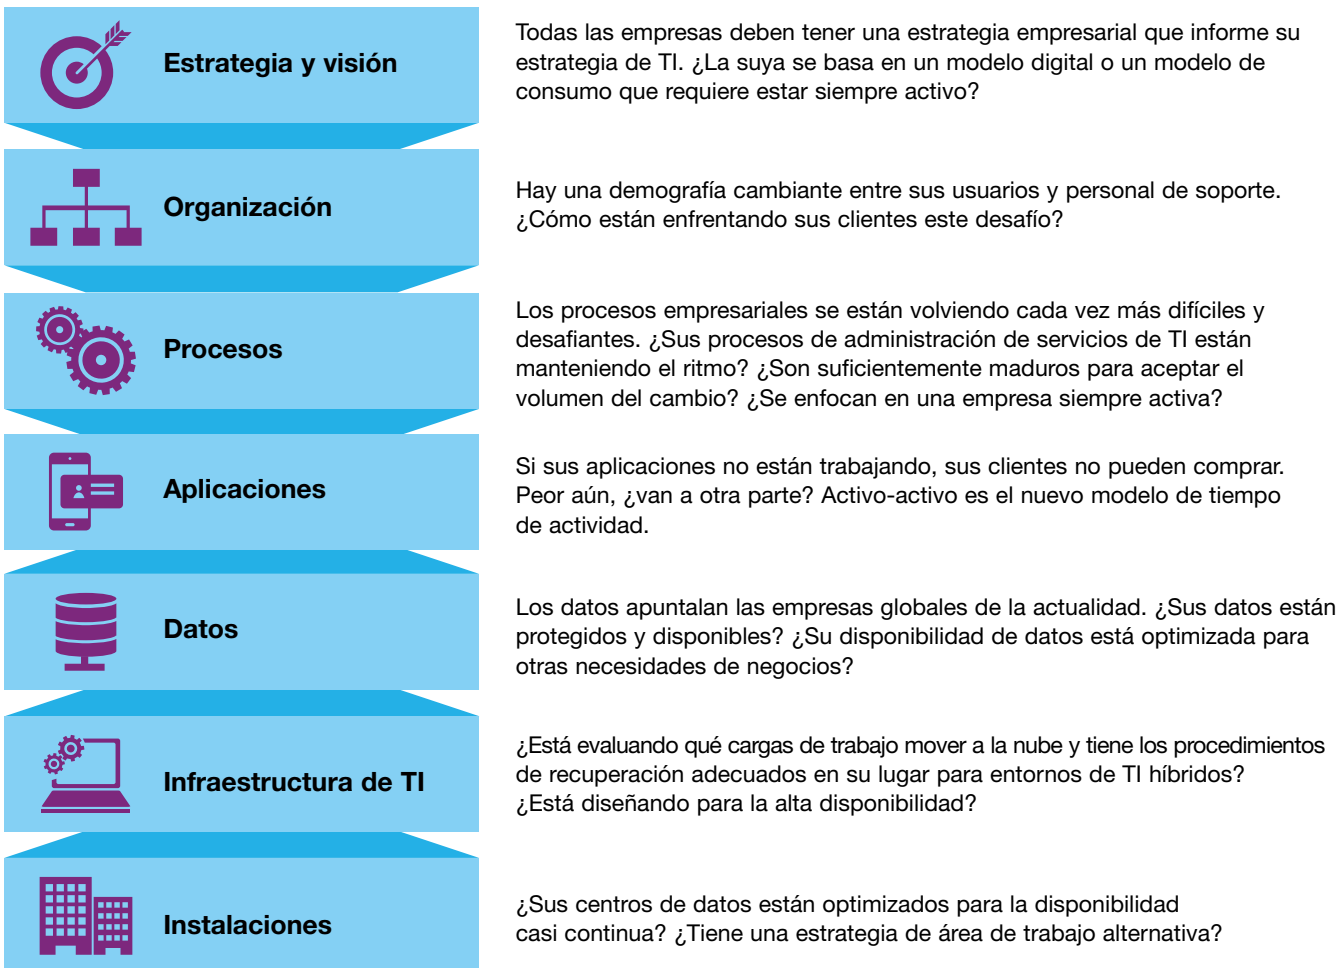 Estrategia y visión
Todas las empresas deben tener una estrategia empresarial que informe su
estrategia de TI. ¿La suya se basa en un modelo digital o un modelo de
consumo que requiere estar siempre activo?
Organización
Hay una demografía cambiante entre sus usuarios y personal de soporte.
¿Cómo están enfrentando sus clientes este desafío?
Procesos
Los procesos empresariales se están volviendo cada vez más difíciles y
desafiantes. ¿Sus procesos de administración de servicios de TI están
manteniendo el ritmo? ¿Son suficientemente maduros para aceptar el
volumen del cambio? ¿Se enfocan en una empresa siempre activa?
Aplicaciones
Si sus aplicaciones no están trabajando, sus clientes no pueden comprar.
Peor aún, ¿van a otra parte? Activo-activo es el nuevo modelo de tiempo
de actividad.
Datos
Los datos apuntalan las empresas globales de la actualidad. ¿Sus datos están
protegidos y disponibles? ¿Su disponibilidad de datos está optimizada para
otras necesidades de negocios?
Infraestructura de TI
¿Está evaluando qué cargas de trabajo mover a la nube y tiene los procedimientos
de recuperación adecuados en su lugar para entornos de TI híbridos?
¿Está diseñando para la alta disponibilidad?
Instalaciones
¿Sus centros de datos están optimizados para la disponibilidad
casi continua? ¿Tiene una estrategia de área de trabajo alternativa?